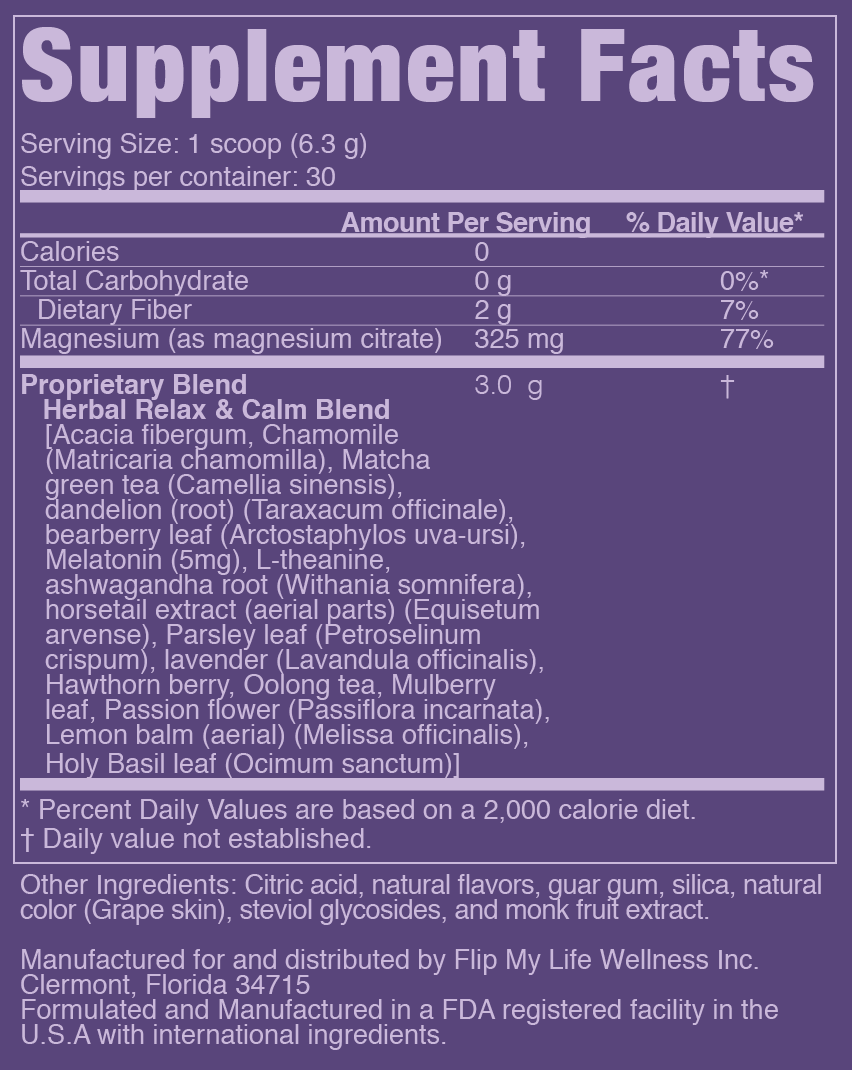 Supplement Facts
Serving Size: 1 scoop (6.3 g)
Servings per container: 30
Amount Per Serving % Daily Value*
Calories 0
Total Carbohydrate 0 g 0%*
Dietary Fiber 2 g 7%
Magnesium (as magnesium citrate) 325 mg 77%
Proprietary Blend 3.0 g †
Herbal Relax & Calm Blend
[Acacia fibergum, Chamomile
(Matricaria chamomilla), Matcha
green tea (Camellia sinensis),
dandelion (root) (Taraxacum officinale),
bearberry leaf (Arctostaphylos uva-ursi),
Melatonin (5mg), L-theanine,
ashwagandha root (Withania somnifera),
horsetail extract (aerial parts) (Equisetum
arvense), Parsley leaf (Petroselinum
crispum), lavender (Lavandula officinalis),
Hawthorn berry, Oolong tea, Mulberry
leaf, Passion flower (Passiflora incarnata),
Lemon balm (aerial) (Melissa officinalis),
Holy Basil leaf (Ocimum sanctum)]
* Percent Daily Values are based on a 2,000 calorie diet.
† Daily value not established.
Other Ingredients: Citric acid, natural flavors, guar gum, silica, natural
color (Grape skin), steviol glycosides, and monk fruit extract.
Manufactured for and distributed by Flip My Life Wellness Inc.
Clermont, Florida 34715
Formulated and Manufactured in a FDA registered facility in the
U.S.A with international ingredients.